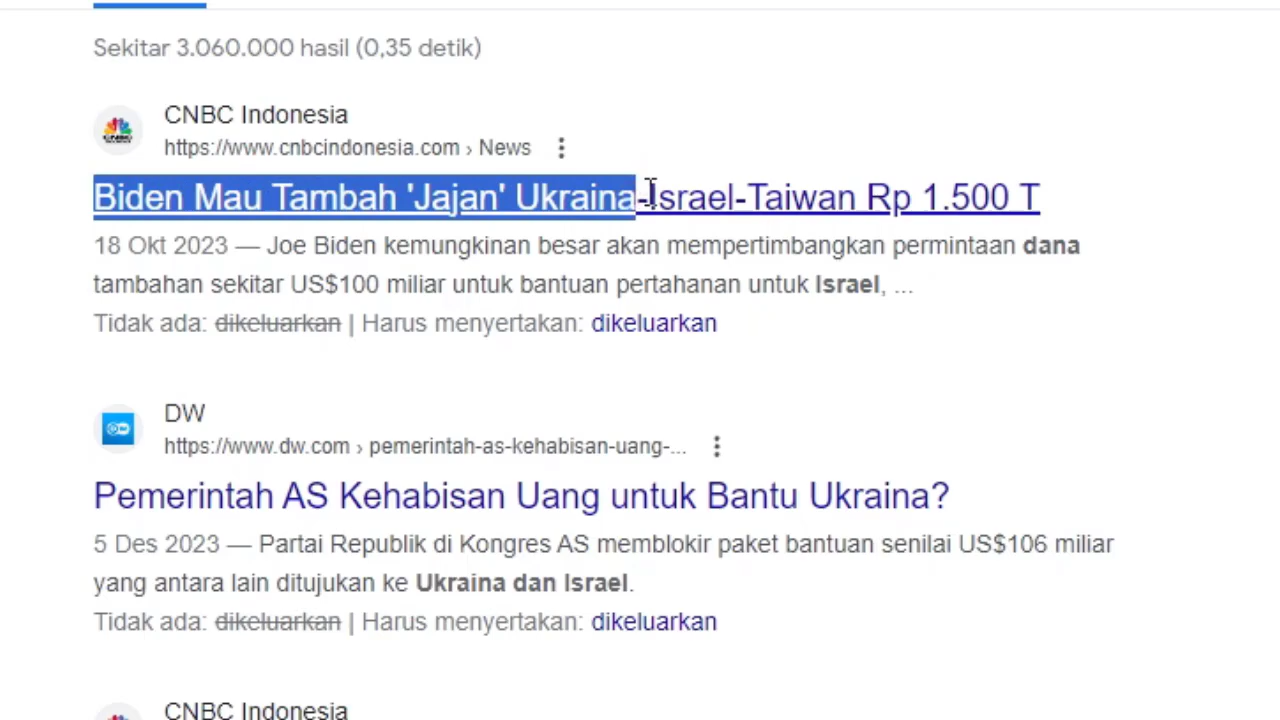 Sekitar 3.060.000 hasil (0,35 detik)
CNBC Indonesia
https://www.cnbcindonesia.com › News
Biden Mau Tambah 'Jajan' Ukraina-Israel-Taiwan Rp 1.500 T
18 Okt 2023 — Joe Biden kemungkinan besar akan mempertimbangkan permintaan dana
tambahan sekitar US$100 miliar untuk bantuan pertahanan untuk Israel, ...
Tidak ada: dikeluarkan | Harus menyertakan: dikeluarkan
DW
https://www.dw.com › pemerintah-as-kehabisan-uang-...
Pemerintah AS Kehabisan Uang untuk Bantu Ukraina?
5 Des 2023 — Partai Republik di Kongres AS memblokir paket bantuan senilai US$106 miliar
yang antara lain ditujukan ke Ukraina dan Israel.
Tidak ada: dikeluarkan | Harus menyertakan: dikeluarkan
CNBC Indonesia